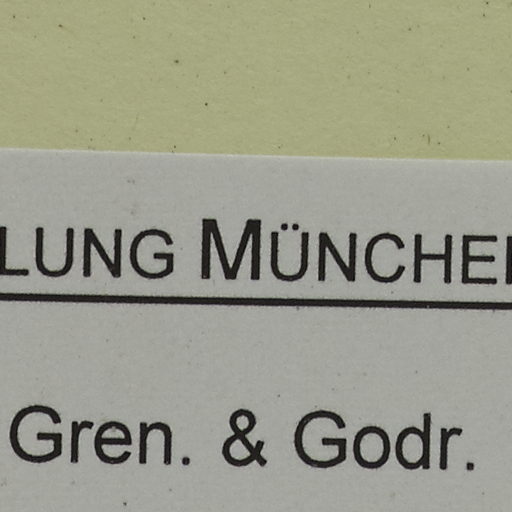 LUNG MÜNCHE
Gren. & Godr.